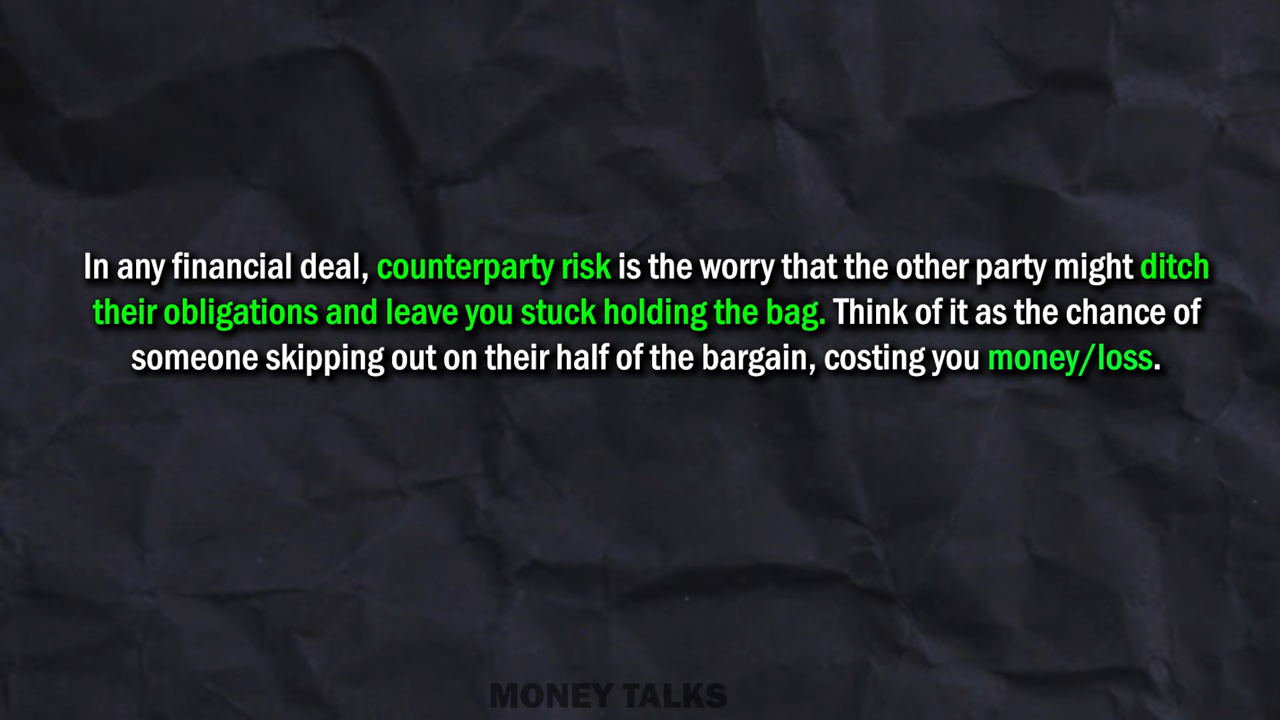 In any financial deal, counterparty risk is the worry that the other party might ditch
their obligations and leave you stuck holding the bag. Think of it as the chance of
someone skipping out on their half of the bargain, costing you money/loss.
MONEY TALKS